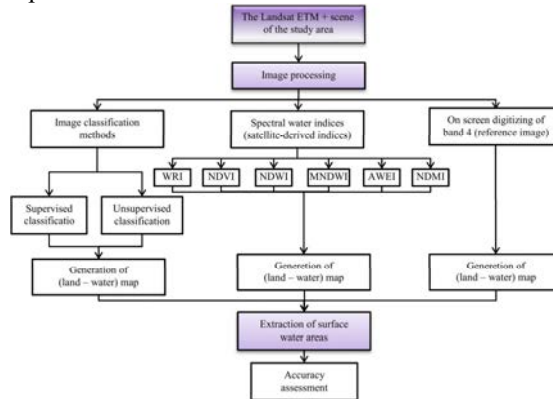 The Landsat ETM + scene
of the study area
Image processing
Image classification
methods
Spectral water indices
(satellite-derived indices)
On screen digitizing of
band 4 (reference image)
WRI
NDVI
NDWI
MNDWI
AWEI
NDMI
Supervised
classificatio
Unsupervised
classification
Generation of
(land – water) map
Generetion of
(land – water) map
Generetion of
(land – water) map
Extraction of surface
water areas
Accuracy
assessment